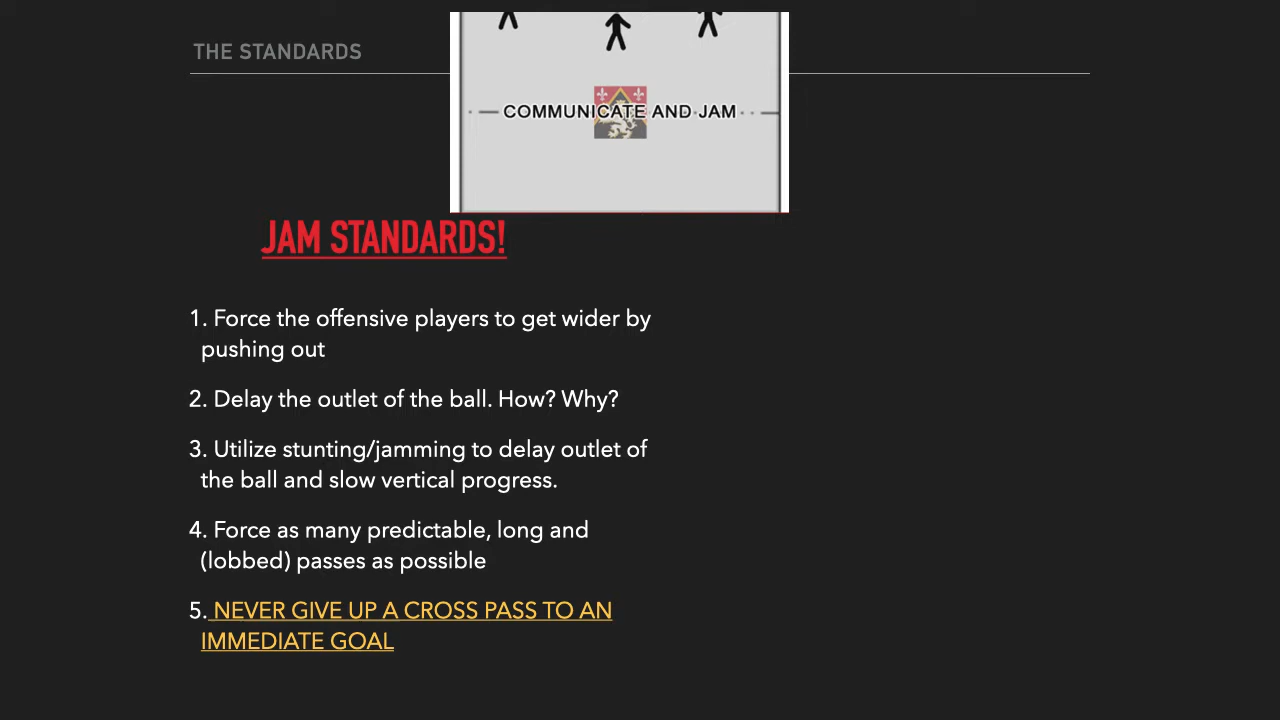 THE STANDARDS
COMMUNICATE AND JAM
JAM STANDARDS!
1. Force the offensive players to get wider by
pushing out
2. Delay the outlet of the ball. How? Why?
3. Utilize stunting/jamming to delay outlet of
the ball and slow vertical progress.
4. Force as many predictable, long and
(lobbed) passes as possible
5. NEVER GIVE UP A CROSS PASS TO AN
IMMEDIATE GOAL